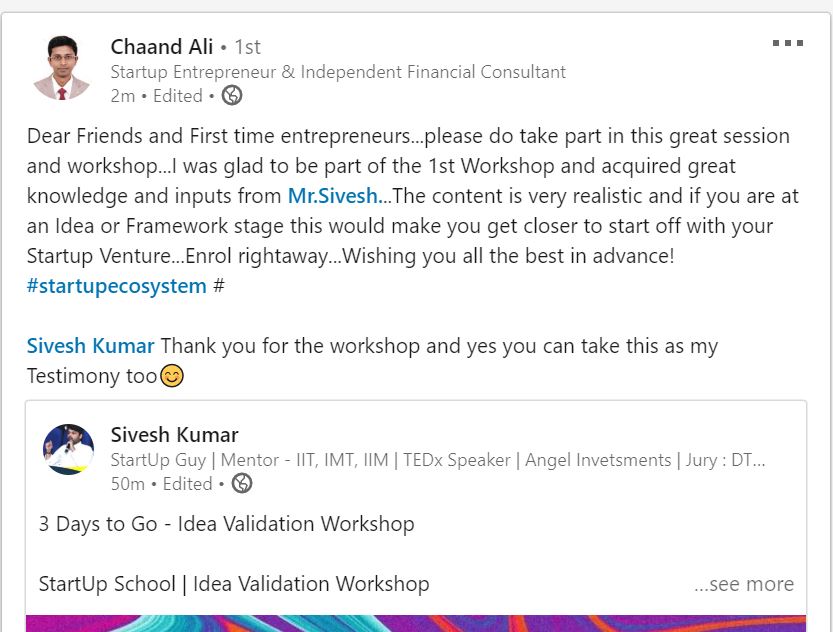 Chaand Ali • 1st
Startup Entrepreneur & Independent Financial Consultant
2m • Edited •
Dear Friends and First time entrepreneurs...please do take part in this great session
and workshop...I was glad to be part of the 1st Workshop and acquired great
knowledge and inputs from Mr.Sivesh...The content is very realistic and if you are at
an Idea or Framework stage this would make you get closer to start off with your
Startup Venture...Enrol rightaway...Wishing you all the best in advance!
#startupecosystem #
Sivesh Kumar Thank you for the workshop and yes you can take this as my
Testimony too😊
Sivesh Kumar
StartUp Guy | Mentor - IIT, IMT, IIM | TEDx Speaker | Angel Invetsments | Jury : DT...
50m • Edited •
3 Days to Go - Idea Validation Workshop
StartUp School | Idea Validation Workshop ...see more